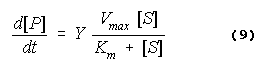 d[P]/dt = Y V_max [S] / K_m + [S] (9)